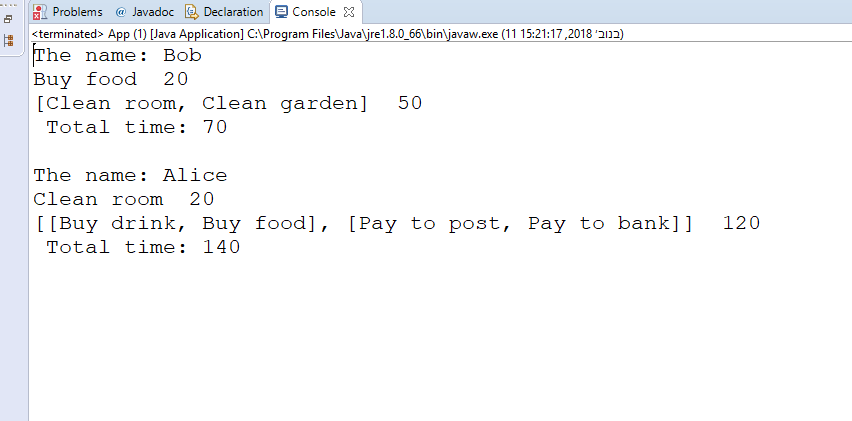 Problems @ Javadoc Declaration Console
<terminated> App (1) [Java Application] C:\Program Files\Java\jre1.8.0_66\bin\javaw.exe (11 בנוב׳ 2018, 15:21:17)
The name: Bob
Buy food  20
[Clean room, Clean garden]  50
 Total time: 70

The name: Alice
Clean room  20
[[Buy drink, Buy food], [Pay to post, Pay to bank]]  120
 Total time: 140